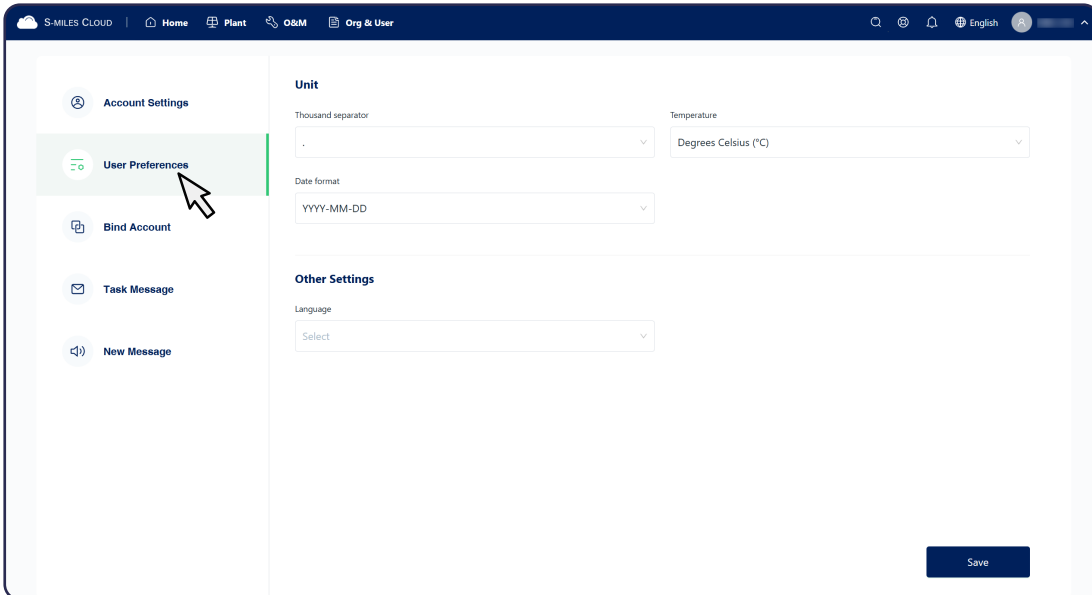 S-MILES CLOUD | Home Plant O&M Org & User English
Account Settings
User Preferences
Bind Account
Task Message
New Message
Unit
Thousand separator Temperature
. Degrees Celsius (°C)
Date format
YYYY-MM-DD
Other Settings
Language
Select
Save